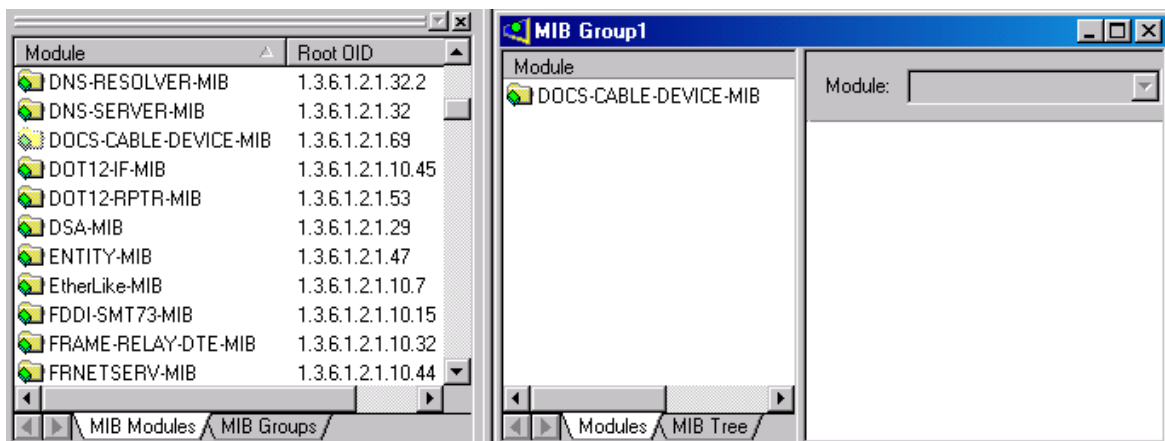 Module Root OID
DNS-RESOLVER-MIB 1.3.6.1.2.1.32.2
DNS-SERVER-MIB 1.3.6.1.2.1.32
DOCS-CABLE-DEVICE-MIB 1.3.6.1.2.1.69
DOT12-IF-MIB 1.3.6.1.2.1.10.45
DOT12-RPTR-MIB 1.3.6.1.2.1.53
DSA-MIB 1.3.6.1.2.1.29
ENTITY-MIB 1.3.6.1.2.1.47
EtherLike-MIB 1.3.6.1.2.1.10.7
FDDI-SMT73-MIB 1.3.6.1.2.1.10.15
FRAME-RELAY-DTE-MIB 1.3.6.1.2.1.10.32
FRNETSERV-MIB 1.3.6.1.2.1.10.44
MIB Modules MIB Groups
MIB Group1
Module
DOCS-CABLE-DEVICE-MIB
Modules MIB Tree
Module: